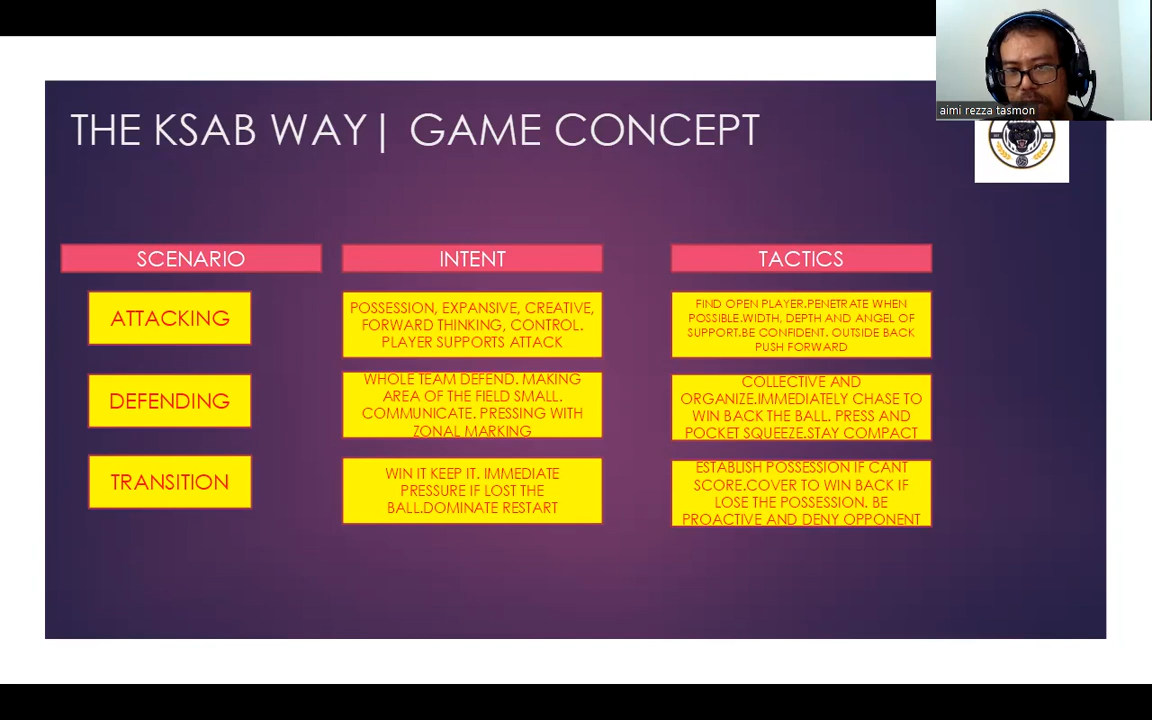 aimi rezza tasmon
THE KSAB WAY| GAME CONCEPT
SCENARIO
INTENT
TACTICS
ATTACKING
POSSESSION, EXPANSIVE, CREATIVE,
FORWARD THINKING, CONTROL.
PLAYER SUPPORTS ATTACK
FIND OPEN PLAYER.PENETRATE WHEN
POSSIBLE.WIDTH, DEPTH AND ANGEL OF
SUPPORT.BE CONFIDENT. OUTSIDE BACK
PUSH FORWARD
DEFENDING
WHOLE TEAM DEFEND. MAKING
AREA OF THE FIELD SMALL.
COMMUNICATE. PRESSING WITH
ZONAL MARKING
COLLECTIVE AND
ORGANIZE.IMMEDIATELY CHASE TO
WIN BACK THE BALL. PRESS AND
POCKET SQUEEZE.STAY COMPACT
TRANSITION
WIN IT KEEP IT. IMMEDIATE
PRESSURE IF LOST THE
BALL.DOMINATE RESTART
ESTABLISH POSSESSION IF CANT
SCORE.COVER TO WIN BACK IF
LOSE THE POSSESSION. BE
PROACTIVE AND DENY OPPONENT